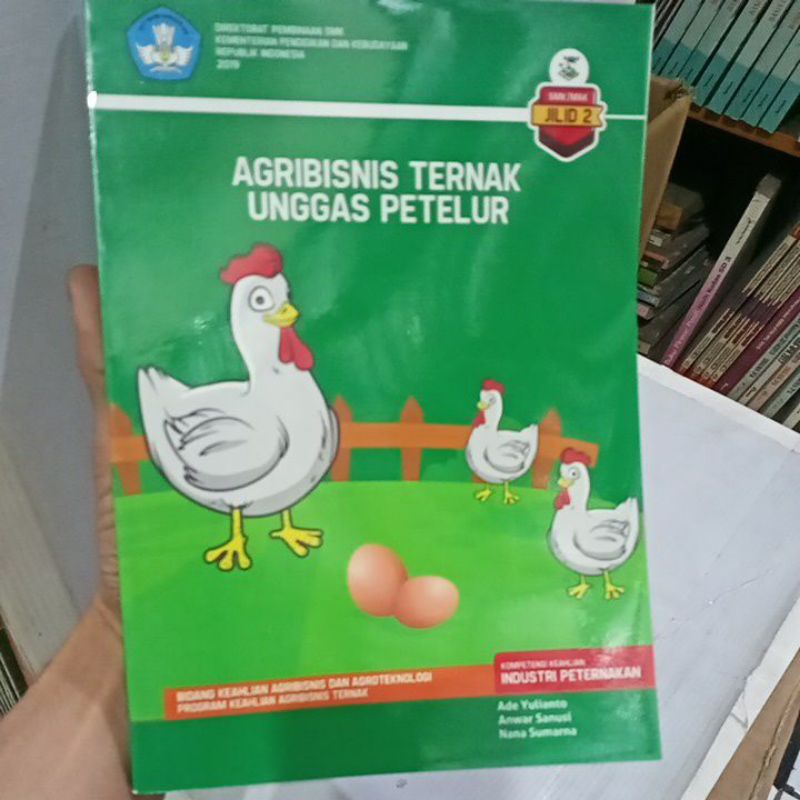 DIREKTORAT PEMBINAAN SMK
KEMENTERIAN PENDIDIKAN DAN KEBUDAYAAN
REPUBLIK INDONESIA
2019
SMK/MAK
JILID 2
AGRIBISNIS TERNAK
UNGGAS PETELUR
BIDANG KEAHLIAN AGRIBISNIS DAN AGROTEKNOLOGI
PROGRAM KEAHLIAN AGRIBISNIS TERNAK
KOMPETENSI KEAHLIAN
INDUSTRI PETERNAKAN
Ade Yulianto
Anwar Sanusi
Nana Sumarna